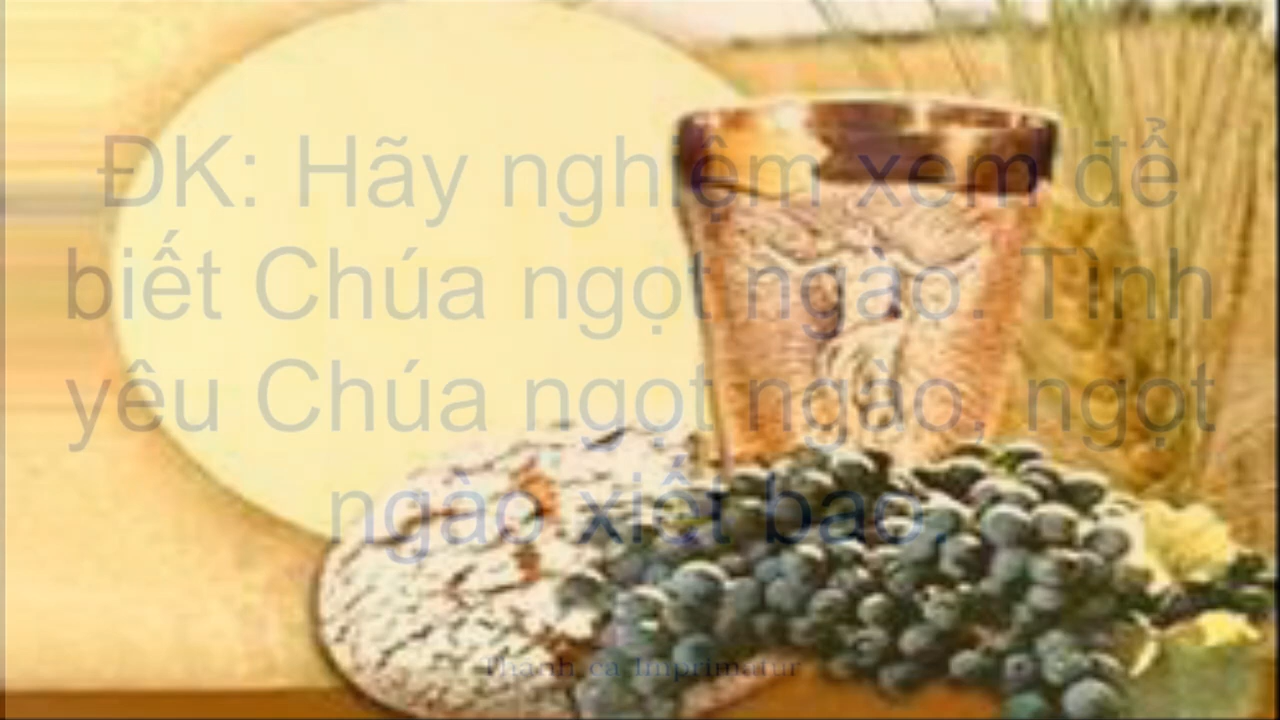 ĐK: Hãy nghiệm xem để
biết Chúa ngọt ngào. Tình
yêu Chúa ngọt ngào, ngọt
ngào xiết bao.
Thánh ca Imprimatur